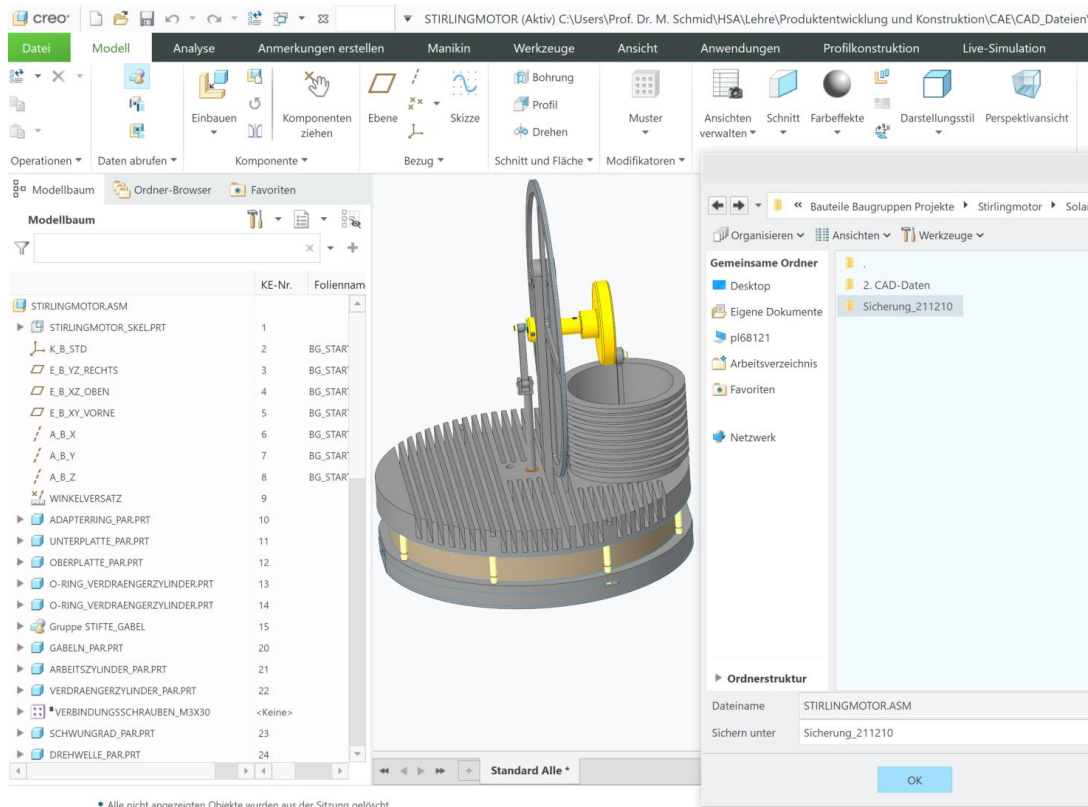 creo® STIRLINGMOTOR (Aktiv) C:\Users\Prof. Dr. M. Schmid\HSA\Lehre\Produktentwicklung und Konstruktion\CAE\CAD_Dateien\
Datei Modell Analyse Anmerkungen erstellen Manikin Werkzeuge Ansicht Anwendungen Profilkonstruktion Live-Simulation
Bohrung
Profil
Einbauen Komponenten ziehen Ebene Skizze Drehen Muster Ansichten verwalten Schnitt Farbeffekte Darstellungsstil Perspektivansicht
Operationen Daten abrufen Komponente Bezug Schnitt und Fläche Modifikatoren
Modellbaum Ordner-Browser Favoriten
Modellbaum
KE-Nr. Foliennam
STIRLINGMOTOR.ASM
STIRLINGMOTOR_SKEL.PRT 1
K_B_STD 2 BG_STAR
E_B_YZ_RECHTS 3 BG_STAR
E_B_XZ_OBEN 4 BG_STAR
E_B_XY_VORNE 5 BG_STAR
A_B_X 6 BG_STAR
A_B_Y 7 BG_STAR
A_B_Z 8 BG_STAR
WINKELVERSATZ 9
ADAPTERRING_PAR.PRT 10
UNTERPLATTE_PAR.PRT 11
OBERPLATTE_PAR.PRT 12
O-RING_VERDRAENGERZYLINDER.PRT 13
O-RING_VERDRAENGERZYLINDER.PRT 14
Gruppe STIFTE_GABEL 15
GABELN_PAR.PRT 20
ARBEITSZYLINDER_PAR.PRT 21
VERDRAENGERZYLINDER_PAR.PRT 22
VERBINDUNGSSCHRAUBEN_M3X30 <Keine>
SCHWUNGRAD_PAR.PRT 23
DREHWELLE_PAR.PRT 24
Standard Alle *
Alle nicht angezeigten Objekte wurden aus der Sitzung gelöscht
« Bauteile Baugruppen Projekte Stirlingmotor Solar
Organisieren Ansichten Werkzeuge
Gemeinsame Ordner
Desktop
Eigene Dokumente
pl68121
Arbeitsverzeichnis
Favoriten
Netzwerk
.
2. CAD-Daten
Sicherung_211210
Ordnerstruktur
Dateiname STIRLINGMOTOR.ASM
Sichern unter Sicherung_211210
OK